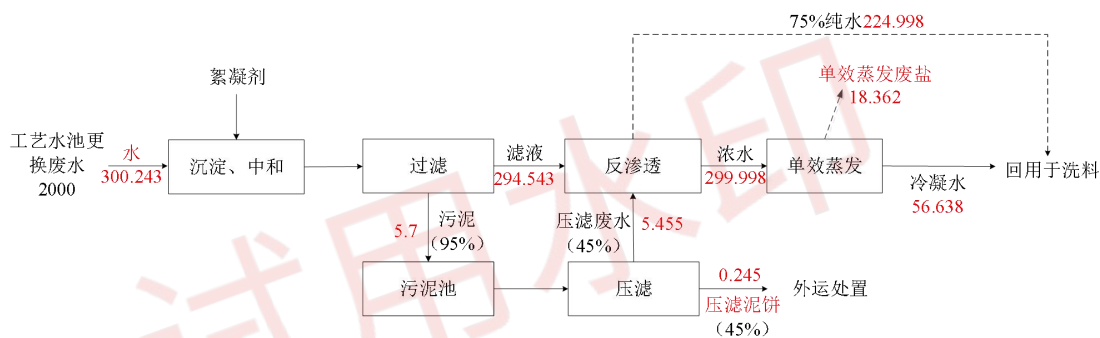 75%纯水224.998
絮凝剂
单效蒸发废盐
18.362
工艺水池更
换废水
2000
水
300.243
沉淀、中和
过滤
滤液
294.543
反渗透
浓水
299.998
单效蒸发
冷凝水
56.638
回用于洗料
5.7
污泥
（95%）
压滤废水
（45%）
5.455
污泥池
压滤
0.245
压滤泥饼
（45%）
外运处置
试用水印